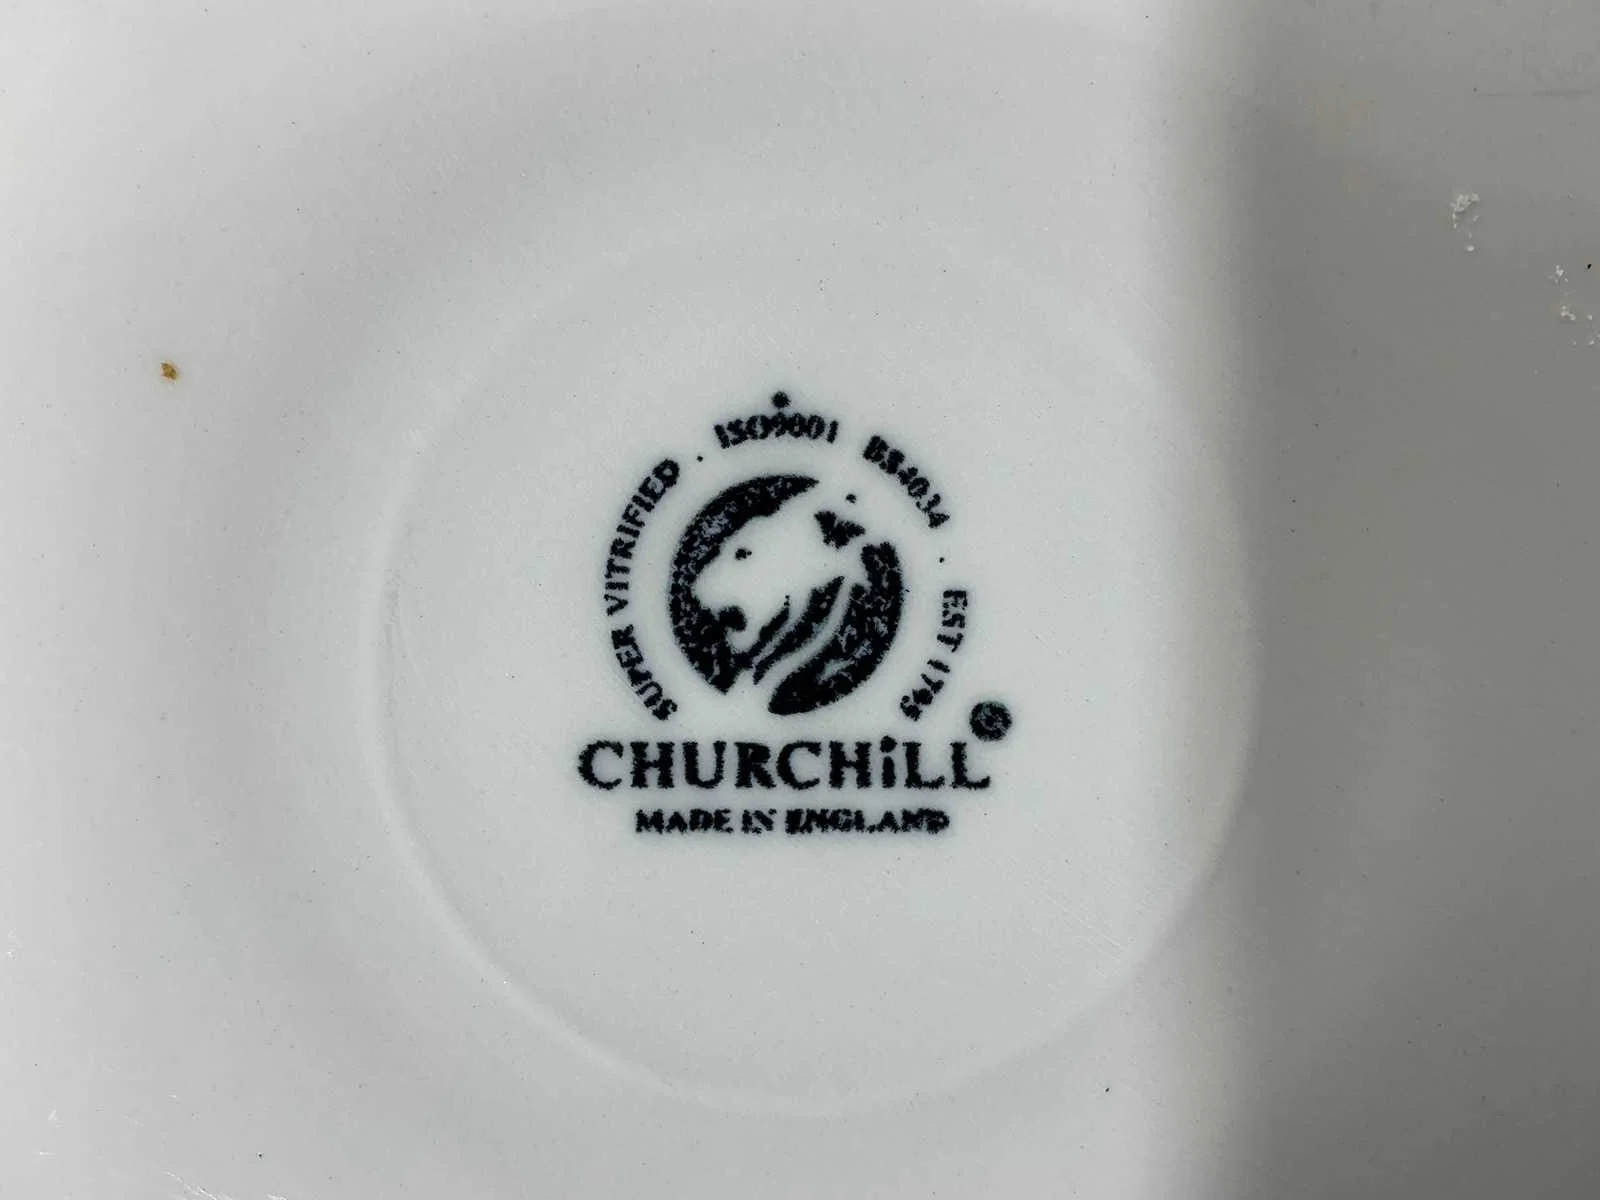 SUPER VITRIFIED · ISO9001 BS4034 · EST 1795
CHURCHiLL
MADE IN ENGLAND